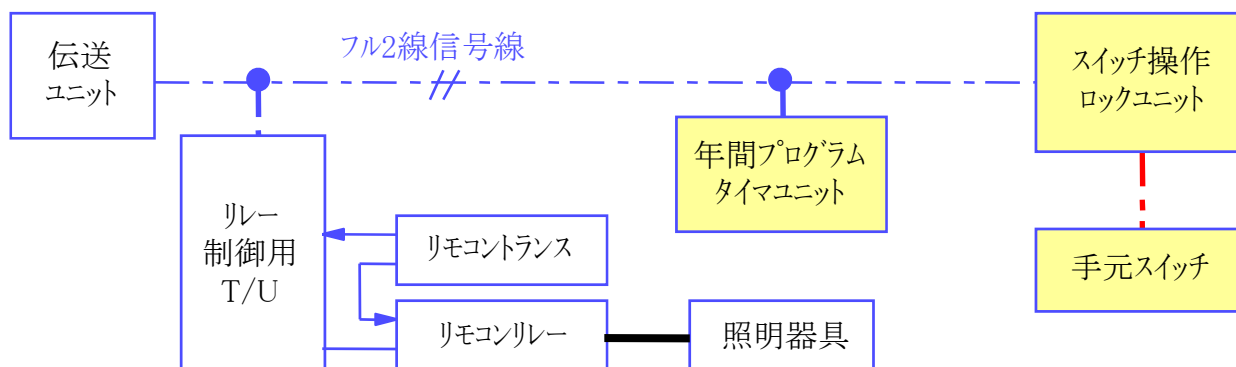 伝送
ユニット
フル2線信号線
スイッチ操作
ロックユニット
年間プログラム
タイマユニット
リレー
制御用
T/U
リモコントランス
手元スイッチ
リモコンリレー
照明器具